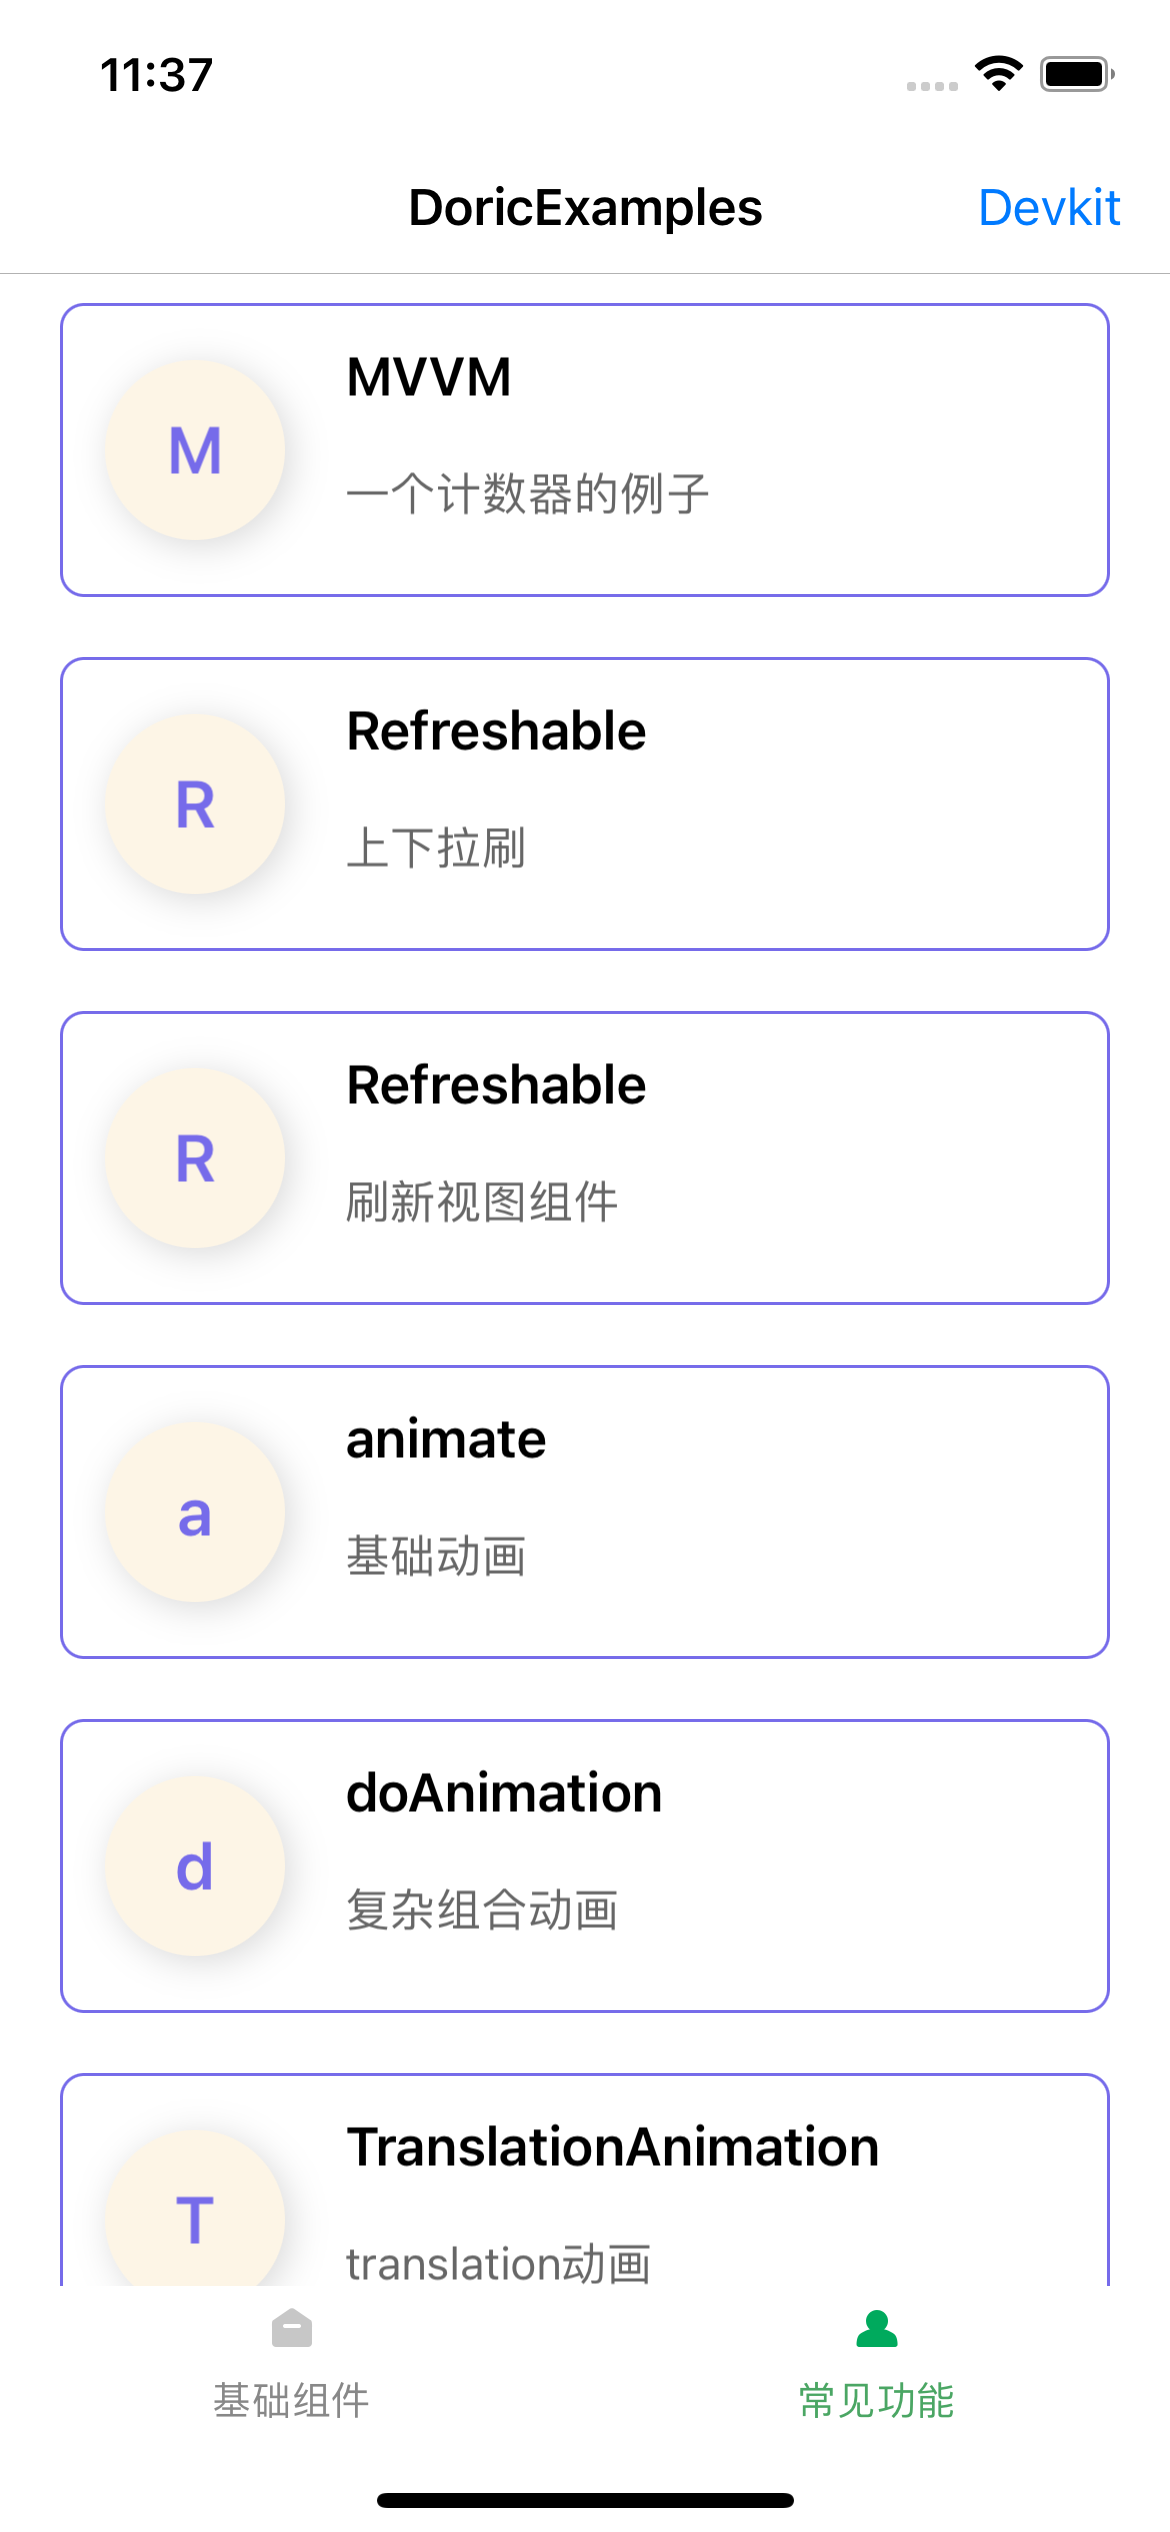 11:37
DoricExamples
Devkit
M
MVVM
一个计数器的例子
R
Refreshable
上下拉刷
R
Refreshable
刷新视图组件
a
animate
基础动画
d
doAnimation
复杂组合动画
T
TranslationAnimation
translation动画
基础组件
常见功能